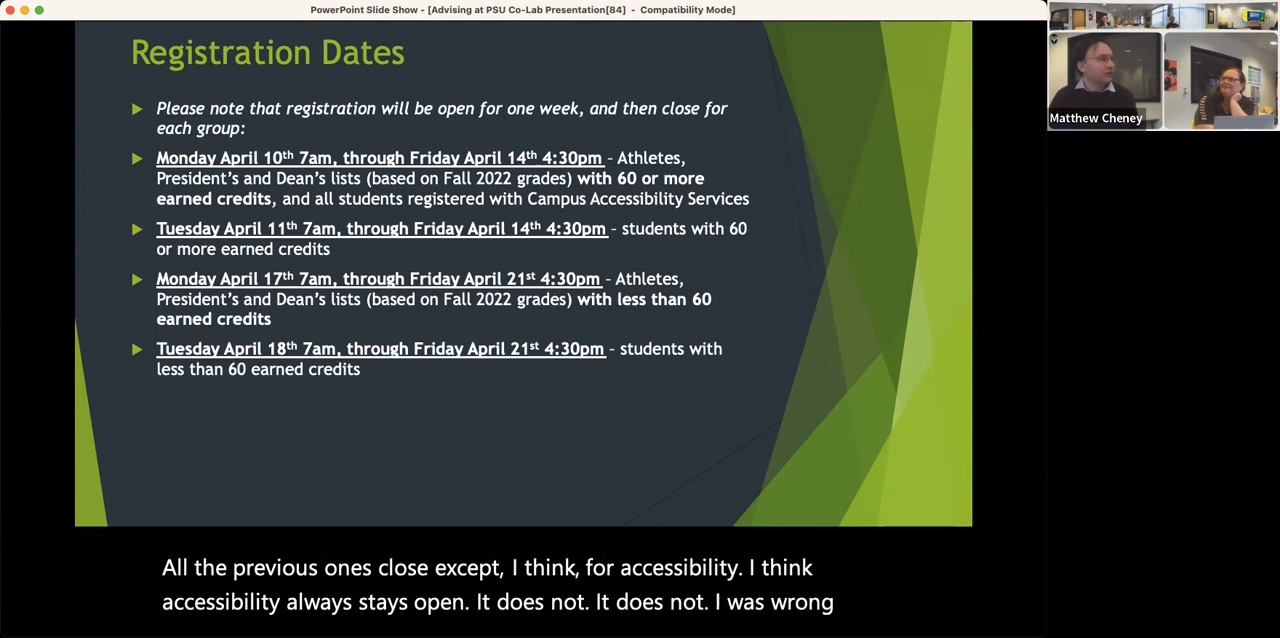 PowerPoint Slide Show - [Advising at PSU Co-Lab Presentation[84] - Compatibility Mode]
Registration Dates
Please note that registration will be open for one week, and then close for
each group:
Monday April 10th 7am, through Friday April 14th 4:30pm – Athletes,
President's and Dean's lists (based on Fall 2022 grades) with 60 or more
earned credits, and all students registered with Campus Accessibility Services
Tuesday April 11th 7am, through Friday April 14th 4:30pm – students with 60
or more earned credits
Monday April 17th 7am, through Friday April 21st 4:30pm – Athletes,
President's and Dean's lists (based on Fall 2022 grades) with less than 60
earned credits
Tuesday April 18th 7am, through Friday April 21st 4:30pm – students with
less than 60 earned credits
Matthew Cheney
All the previous ones close except, I think, for accessibility. I think
accessibility always stays open. It does not. It does not. I was wrong